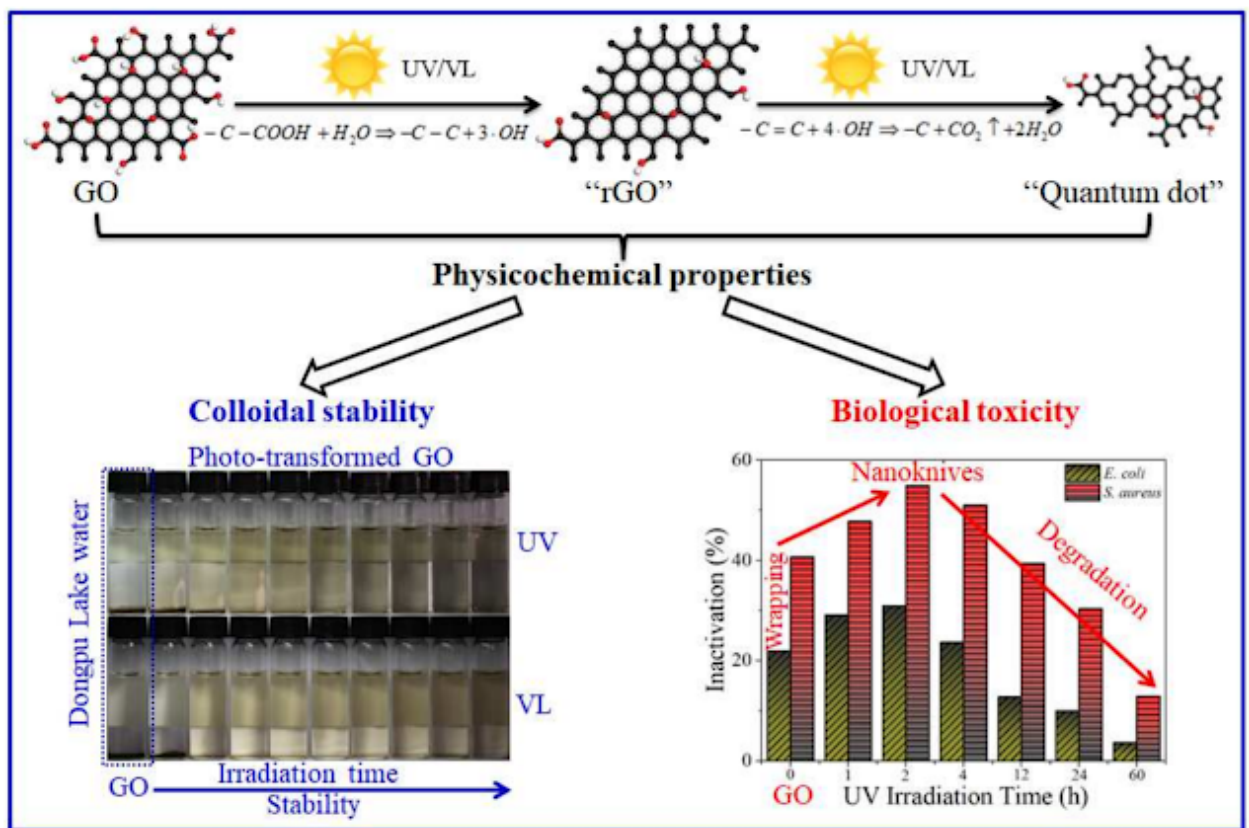 UV/VL
UV/VL
−C−COOH+H₂O⇒−C−C+3·OH
−C=C+4·OH⇒−C+CO₂↑+2H₂O
GO
“rGO”
“Quantum dot”
Physicochemical properties
Colloidal stability
Photo-transformed GO
Dongpu Lake water
UV
VL
GO
Irradiation time
Stability
Biological toxicity
60
40
20
0
Inactivation (%)
Wrapping
Nanoknives
Degradation
E. coli
S. aureus
0 1 2 4 12 24 60
GO UV Irradiation Time (h)